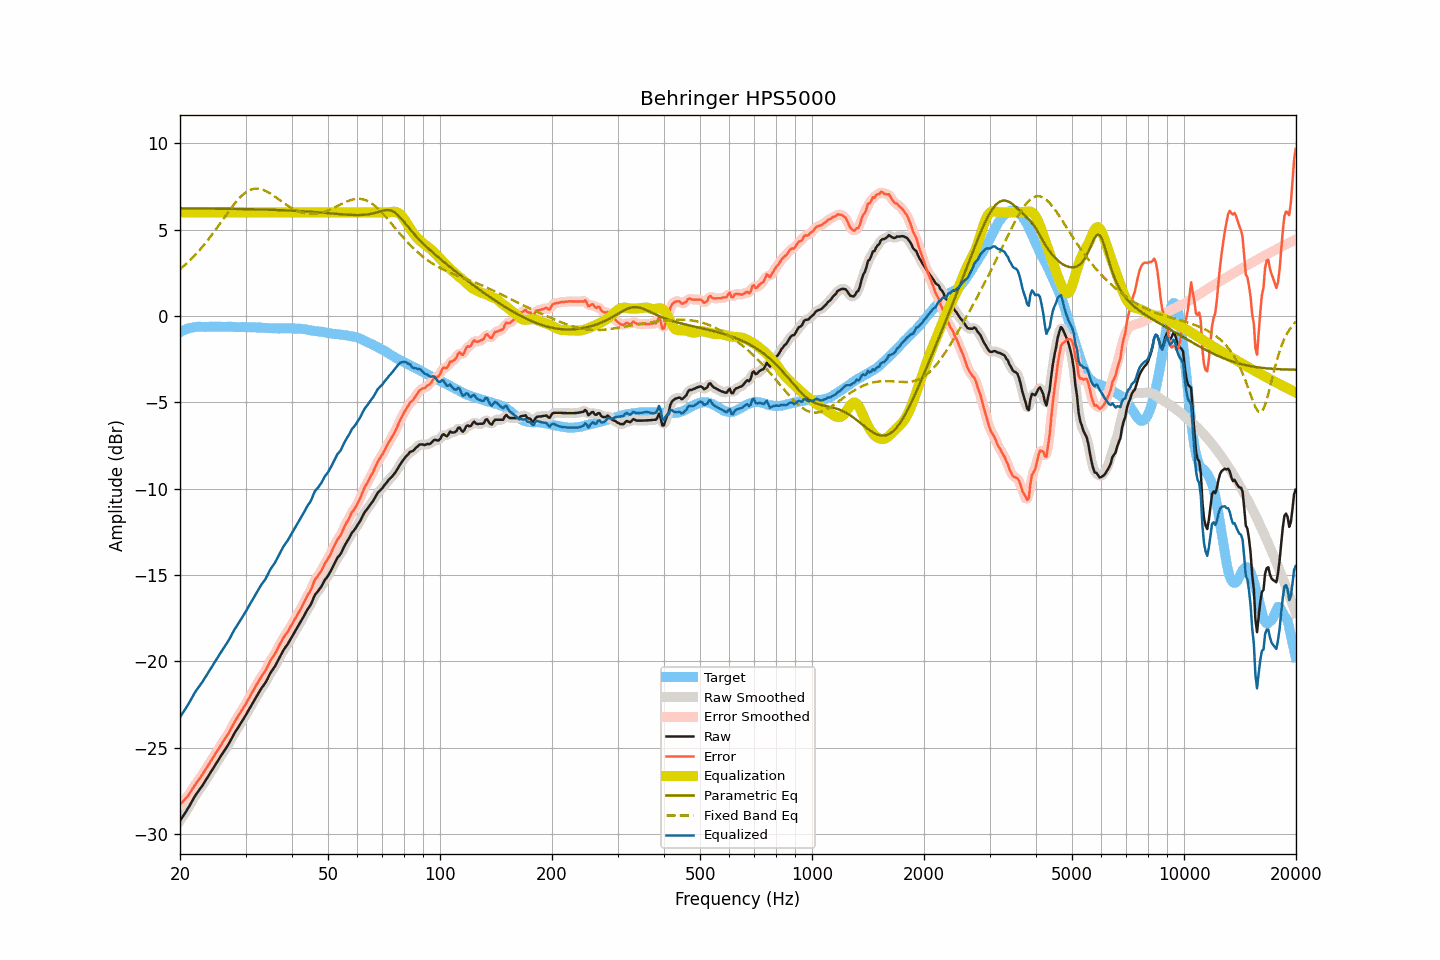 Behringer HPS5000
10
5
0
−5
−10
−15
−20
−25
−30
Amplitude (dBr)
Target
Raw Smoothed
Error Smoothed
Raw
Error
Equalization
Parametric Eq
Fixed Band Eq
Equalized
20 50 100 200 500 1000 2000 5000 10000 20000
Frequency (Hz)